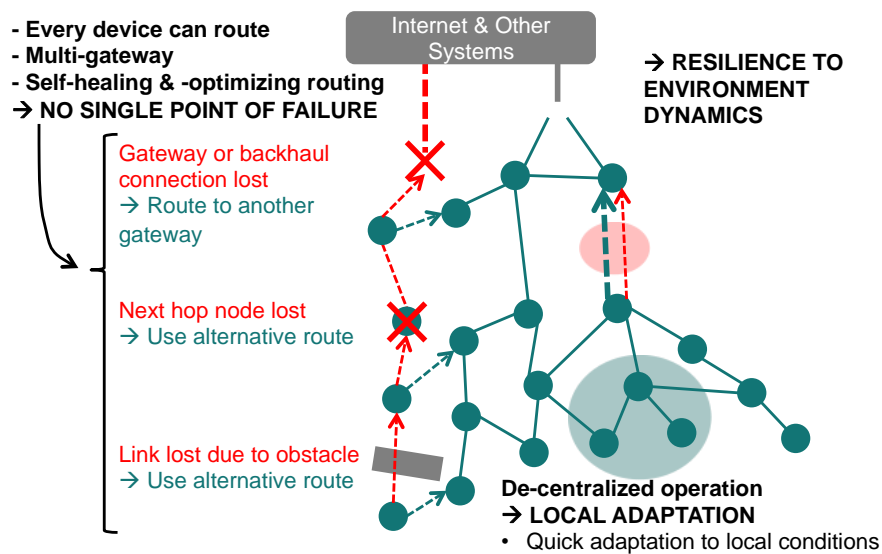 - Every device can route
- Multi-gateway
- Self-healing & -optimizing routing
→ NO SINGLE POINT OF FAILURE
Internet & Other
Systems
→ RESILIENCE TO
ENVIRONMENT
DYNAMICS
Gateway or backhaul
connection lost
→ Route to another
gateway
Next hop node lost
→ Use alternative route
Link lost due to obstacle
→ Use alternative route
De-centralized operation
→ LOCAL ADAPTATION
• Quick adaptation to local conditions